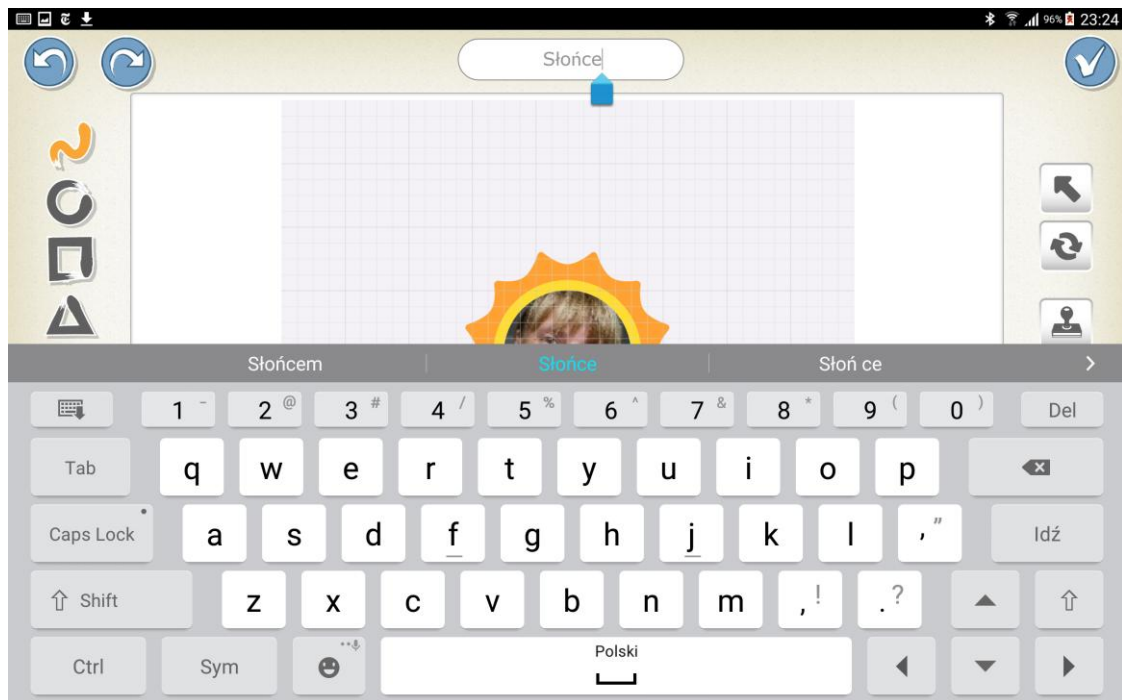 96% 23:24
Słońce
Słońcem Słońce Słoń ce >
1 - 2 @ 3 # 4 / 5 % 6 ^ 7 & 8 * 9 ( 0 ) Del
Tab q w e r t y u i o p
Caps Lock a s d f g h j k l ' " Idź
Shift z x c v b n m , ! . ?
Ctrl Sym Polski